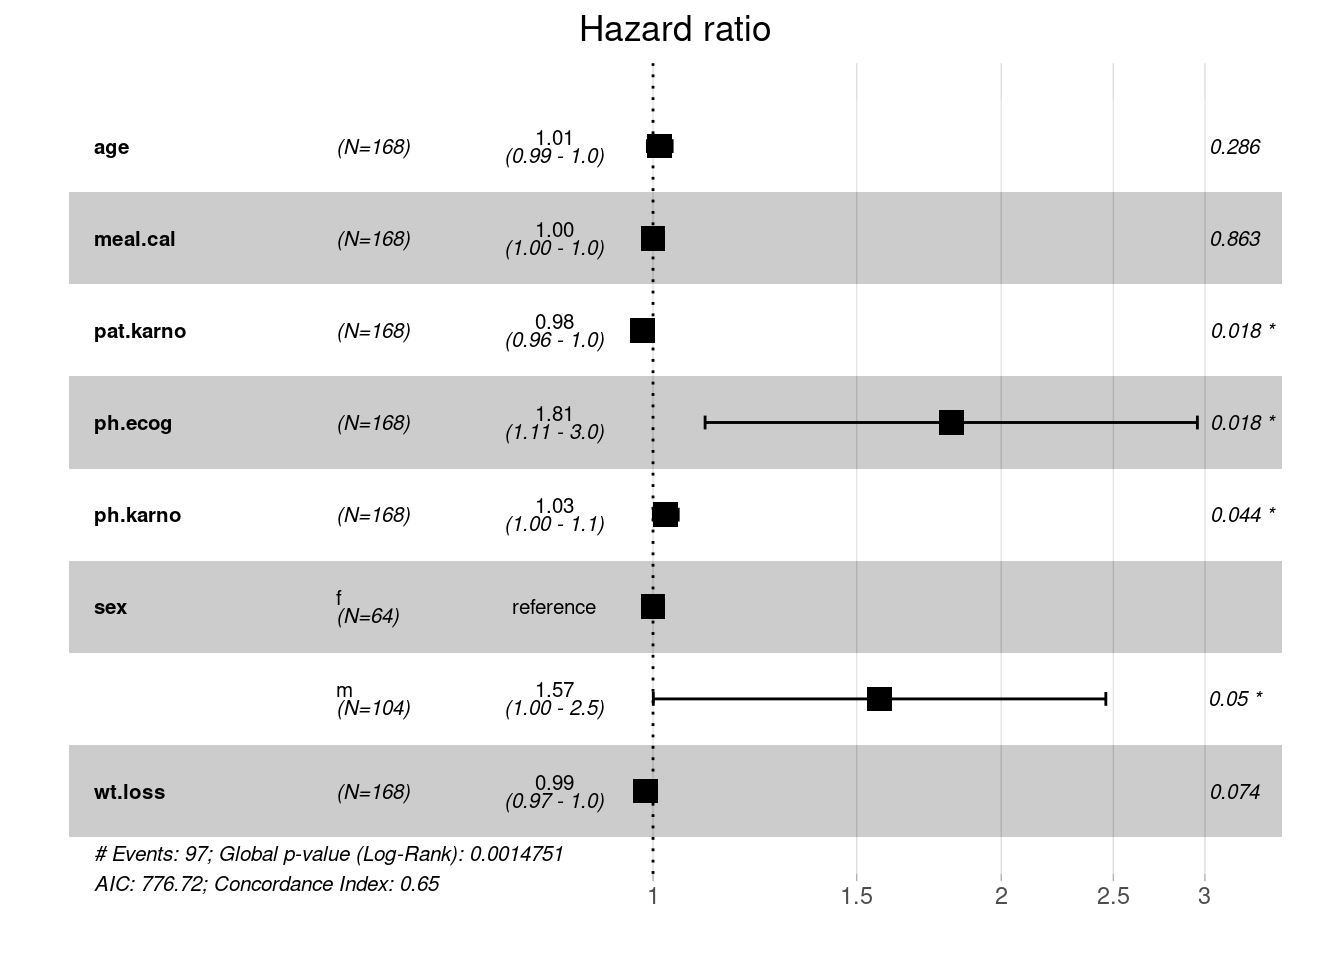 Hazard ratio
age (N=168) 1.01 0.286
(0.99 - 1.0)
meal.cal (N=168) 1.00 0.863
(1.00 - 1.0)
pat.karno (N=168) 0.98 0.018 *
(0.96 - 1.0)
ph.ecog (N=168) 1.81 0.018 *
(1.11 - 3.0)
ph.karno (N=168) 1.03 0.044 *
(1.00 - 1.1)
sex f reference
(N=64)
m 1.57 0.05 *
(N=104) (1.00 - 2.5)
wt.loss (N=168) 0.99 0.074
(0.97 - 1.0)
# Events: 97; Global p-value (Log-Rank): 0.0014751
AIC: 776.72; Concordance Index: 0.65
1 1.5 2 2.5 3